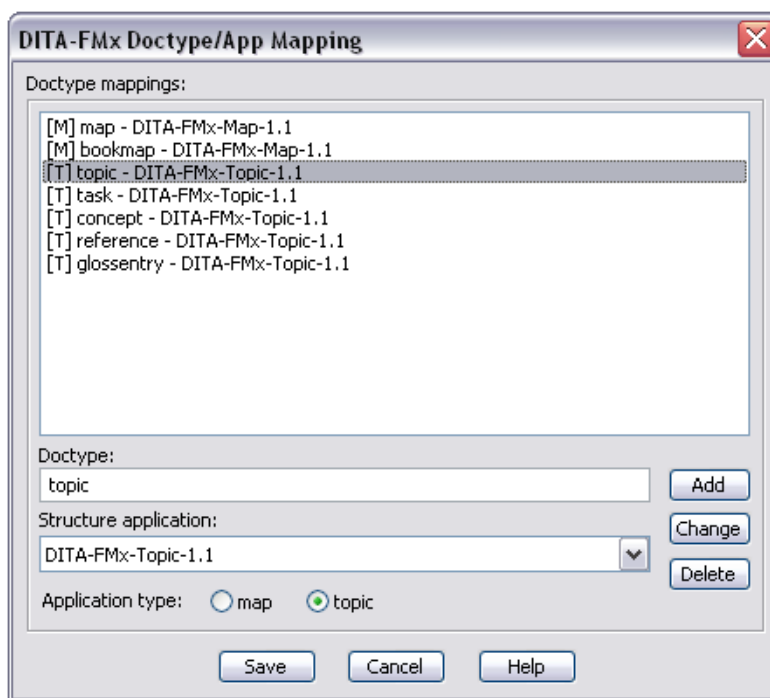 DITA-FMx Doctype/App Mapping
Doctype mappings:
[M] map - DITA-FMx-Map-1.1
[M] bookmap - DITA-FMx-Map-1.1
[T] topic - DITA-FMx-Topic-1.1
[T] task - DITA-FMx-Topic-1.1
[T] concept - DITA-FMx-Topic-1.1
[T] reference - DITA-FMx-Topic-1.1
[T] glossentry - DITA-FMx-Topic-1.1
Doctype:
topic
Add
Structure application:
Change
DITA-FMx-Topic-1.1
Delete
Application type: map topic
Save Cancel Help